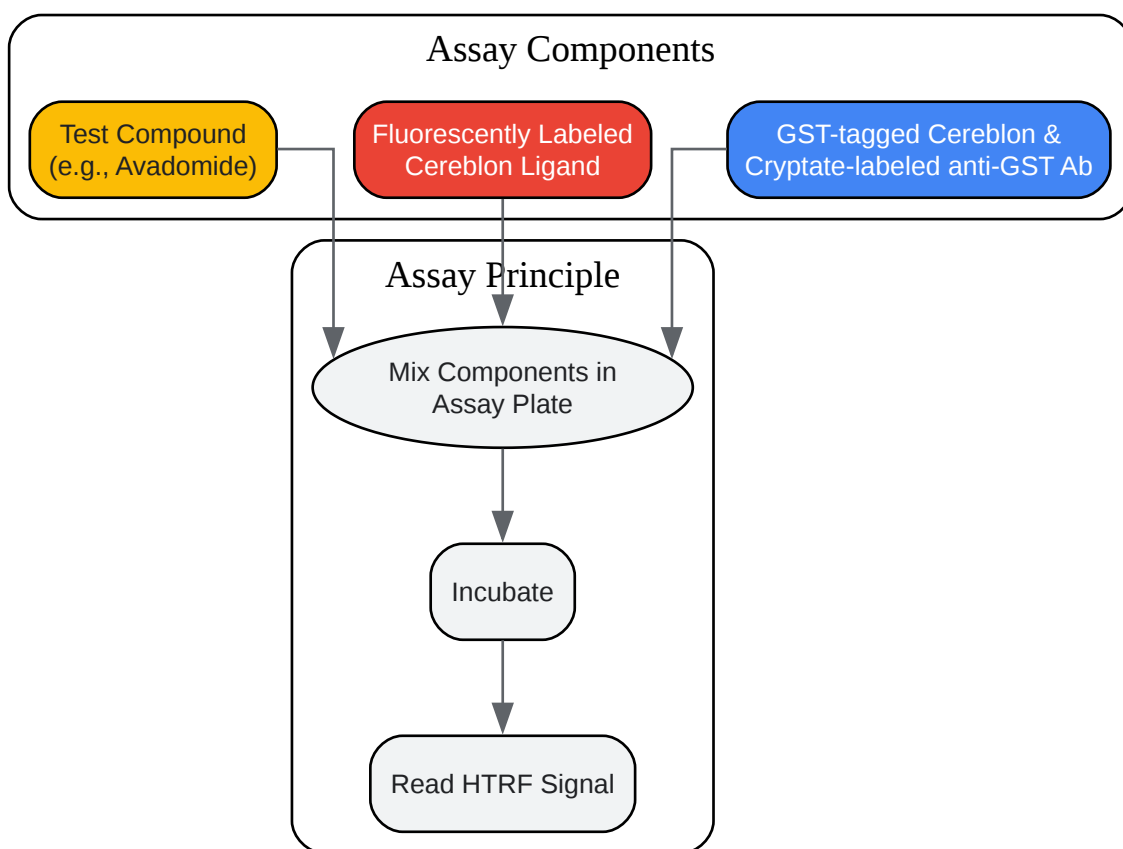 Assay Components
Test Compound
(e.g., Avadomide)
Fluorescently Labeled
Cereblon Ligand
GST-tagged Cereblon &
Cryptate-labeled anti-GST Ab
Assay Principle
Mix Components in
Assay Plate
Incubate
Read HTRF Signal